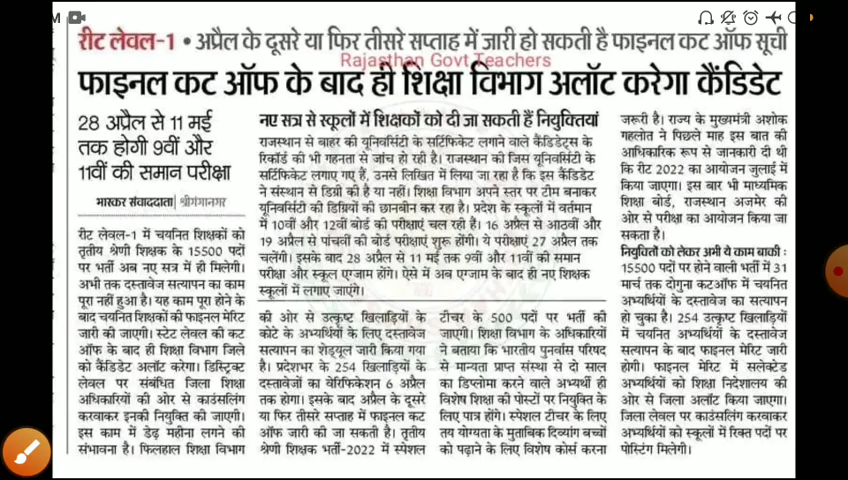 M
रीट लेवल-1 • अप्रैल के दूसरे या फिर तीसरे सप्ताह में जारी हो सकती है फाइनल कट ऑफ सूची
Rajasthan Govt Teachers
फाइनल कट ऑफ के बाद ही शिक्षा विभाग अलॉट करेगा कैंडिडेट
28 अप्रैल से 11 मई
तक होगी 9वीं और
11वीं की समान परीक्षा
भास्कर संवाददाता | श्रीगंगानगर
रीट लेवल-1 में चयनित शिक्षकों को
तृतीय श्रेणी शिक्षक के 15500 पदों
पर भर्ती अब नए सत्र में ही मिलेगी।
अभी तक दस्तावेज सत्यापन का काम
पूरा नहीं हुआ है। यह काम पूरा होने के
बाद चयनित शिक्षकों की फाइनल मेरिट
जारी की जाएगी। स्टेट लेवल की कट
ऑफ के बाद ही शिक्षा विभाग जिले
को कैंडिडेट अलॉट करेगा। डिस्ट्रिक्ट
लेवल पर संबंधित जिला शिक्षा
अधिकारियों की ओर से काउंसलिंग
करवाकर इनकी नियुक्ति की जाएगी।
इस काम में डेढ़ महीना लगने की
संभावना है। फिलहाल शिक्षा विभाग
नए सत्र से स्कूलों में शिक्षकों को दी जा सकती हैं नियुक्तियां
राजस्थान से बाहर की यूनिवर्सिटी के सर्टिफिकेट लगाने वाले कैंडिडेट्स के
रिकॉर्ड की भी गहनता से जांच हो रही है। राजस्थान की जिस यूनिवर्सिटी के
सर्टिफिकेट लगाए गए हैं, उनसे लिखित में लिया जा रहा है कि इस कैंडिडेट
ने संस्थान से डिग्री की है या नहीं। शिक्षा विभाग अपने स्तर पर टीम बनाकर
यूनिवर्सिटी की डिग्रियों की छानबीन कर रहा है। प्रदेश के स्कूलों में वर्तमान
में 10वीं और 12वीं बोर्ड की परीक्षाएं चल रही हैं। 16 अप्रैल से आठवीं और
19 अप्रैल से पांचवीं की बोर्ड परीक्षाएं शुरू होंगी। ये परीक्षाएं 27 अप्रैल तक
चलेंगी। इसके बाद 28 अप्रैल से 11 मई तक 9वीं और 11वीं की समान
परीक्षा और स्कूल एग्जाम होंगे। ऐसे में अब एग्जाम के बाद ही नए शिक्षक
स्कूलों में लगाए जाएंगे।
की ओर से उत्कृष्ट खिलाड़ियों के
कोटे के अभ्यर्थियों के लिए दस्तावेज
सत्यापन का शेड्यूल जारी किया गया
है। प्रदेशभर के 254 खिलाड़ियों के
दस्तावेजों का वेरिफिकेशन 6 अप्रैल
तक होगा। इसके बाद अप्रैल के दूसरे
या फिर तीसरे सप्ताह में फाइनल कट
ऑफ जारी की जा सकती है। तृतीय
श्रेणी शिक्षक भर्ती-2022 में स्पेशल
टीचर के 500 पदों पर भर्ती की
जाएगी। शिक्षा विभाग के अधिकारियों
ने बताया कि भारतीय पुनर्वास परिषद
से मान्यता प्राप्त संस्था से दो साल
का डिप्लोमा करने वाले अभ्यर्थी ही
विशेष शिक्षा की पोस्टों पर नियुक्ति के
लिए पात्र होंगे। स्पेशल टीचर के लिए
तय योग्यता के मुताबिक दिव्यांग बच्चों
को पढ़ाने के लिए विशेष कोर्स करना
जरूरी है। राज्य के मुख्यमंत्री अशोक
गहलोत ने पिछले माह इस बात की
आधिकारिक रूप से जानकारी दी थी
कि रीट 2022 का आयोजन जुलाई में
किया जाएगा। इस बार भी माध्यमिक
शिक्षा बोर्ड, राजस्थान अजमेर की
ओर से परीक्षा का आयोजन किया जा
सकता है।
नियुक्तियों को लेकर अभी ये काम बाकी :
15500 पदों पर होने वाली भर्ती में 31
मार्च तक दोगुना कटऑफ में चयनित
अभ्यर्थियों के दस्तावेज का सत्यापन
हो चुका है। 254 उत्कृष्ट खिलाड़ियों
में चयनित अभ्यर्थियों के दस्तावेज
सत्यापन के बाद फाइनल मेरिट जारी
होगी। फाइनल मेरिट में सलेक्टेड
अभ्यर्थियों को शिक्षा निदेशालय की
ओर से जिला अलॉट किया जाएगा।
जिला लेवल पर काउंसलिंग करवाकर
अभ्यर्थियों को स्कूलों में रिक्त पदों पर
पोस्टिंग मिलेगी।